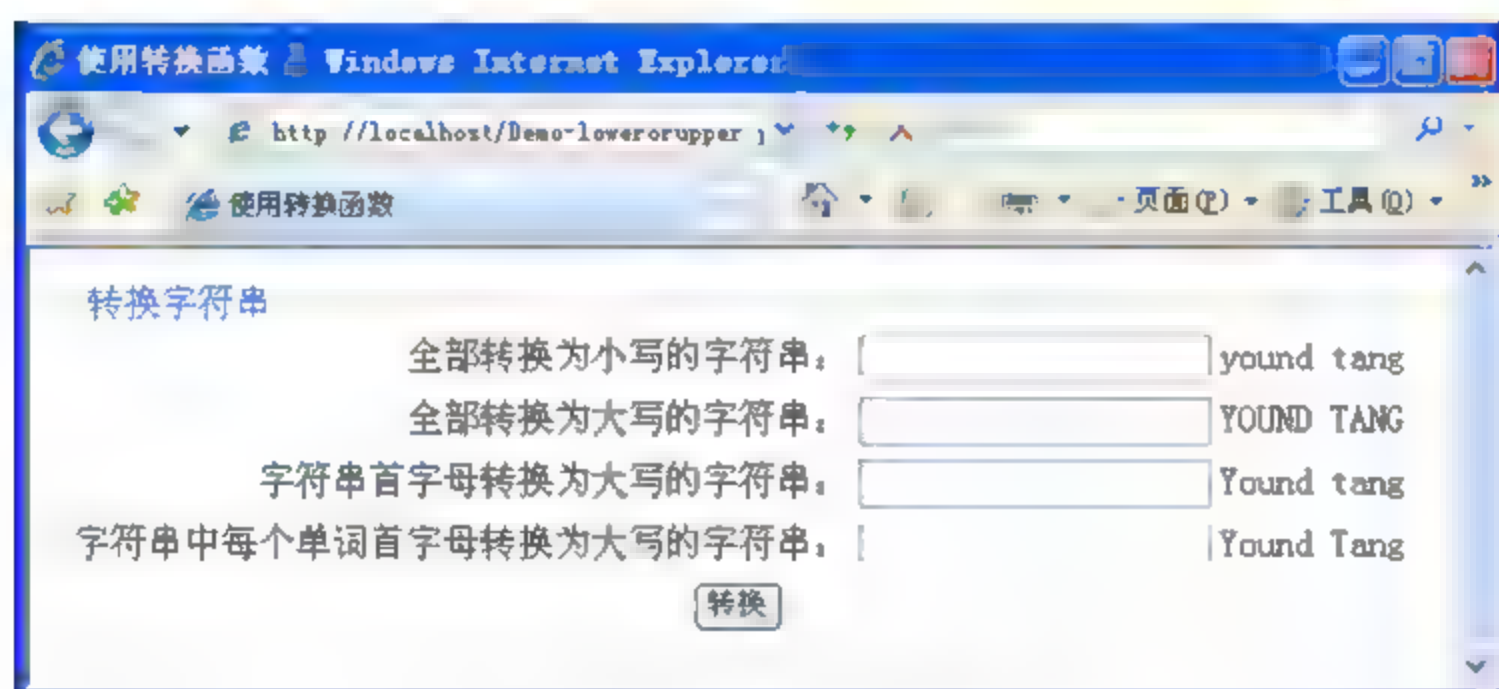 使用转换函数 Windows Internet Explorer
http //localhost/Demo-lowerorupper
使用转换函数 页面(P) 工具(O)
转换字符串
全部转换为小写的字符串: yound tang
全部转换为大写的字符串: YOUND TANG
字符串首字母转换为大写的字符串: Yound tang
字符串中每个单词首字母转换为大写的字符串: Yound Tang
转换